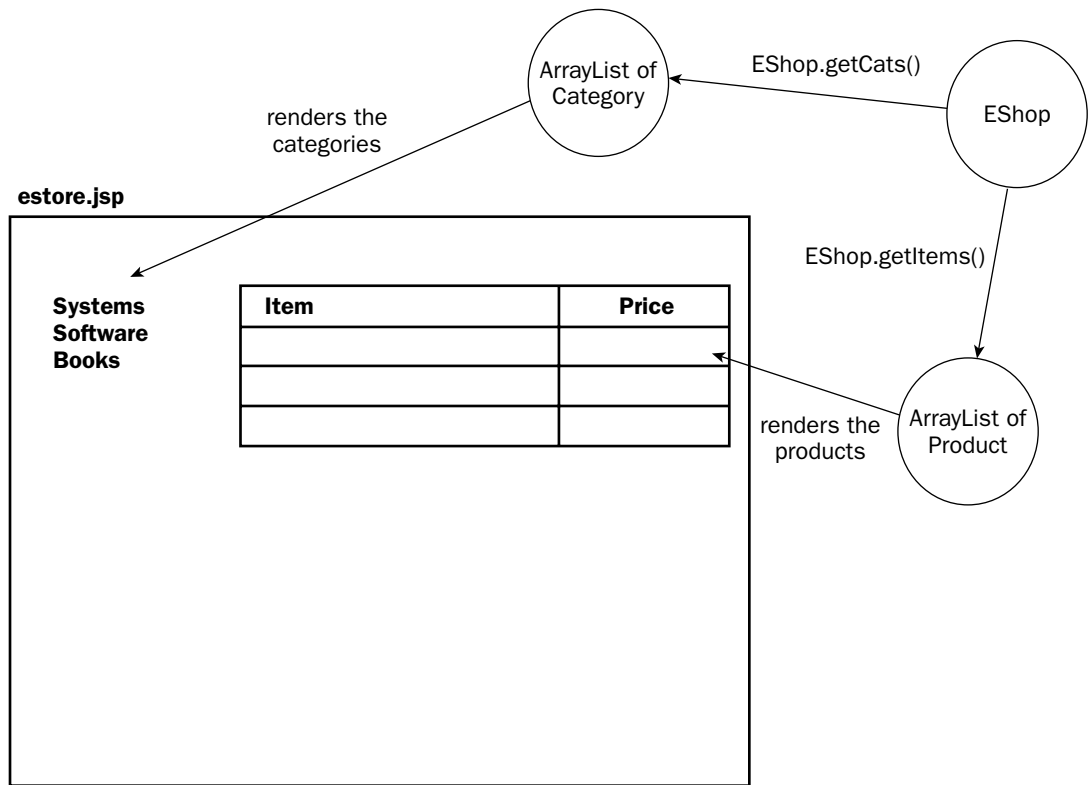 ArrayList of
Category
EShop.getCats()
EShop
renders the
categories
estore.jsp
EShop.getItems()
Systems
Software
Books
Item
Price
renders the
products
ArrayList of
Product